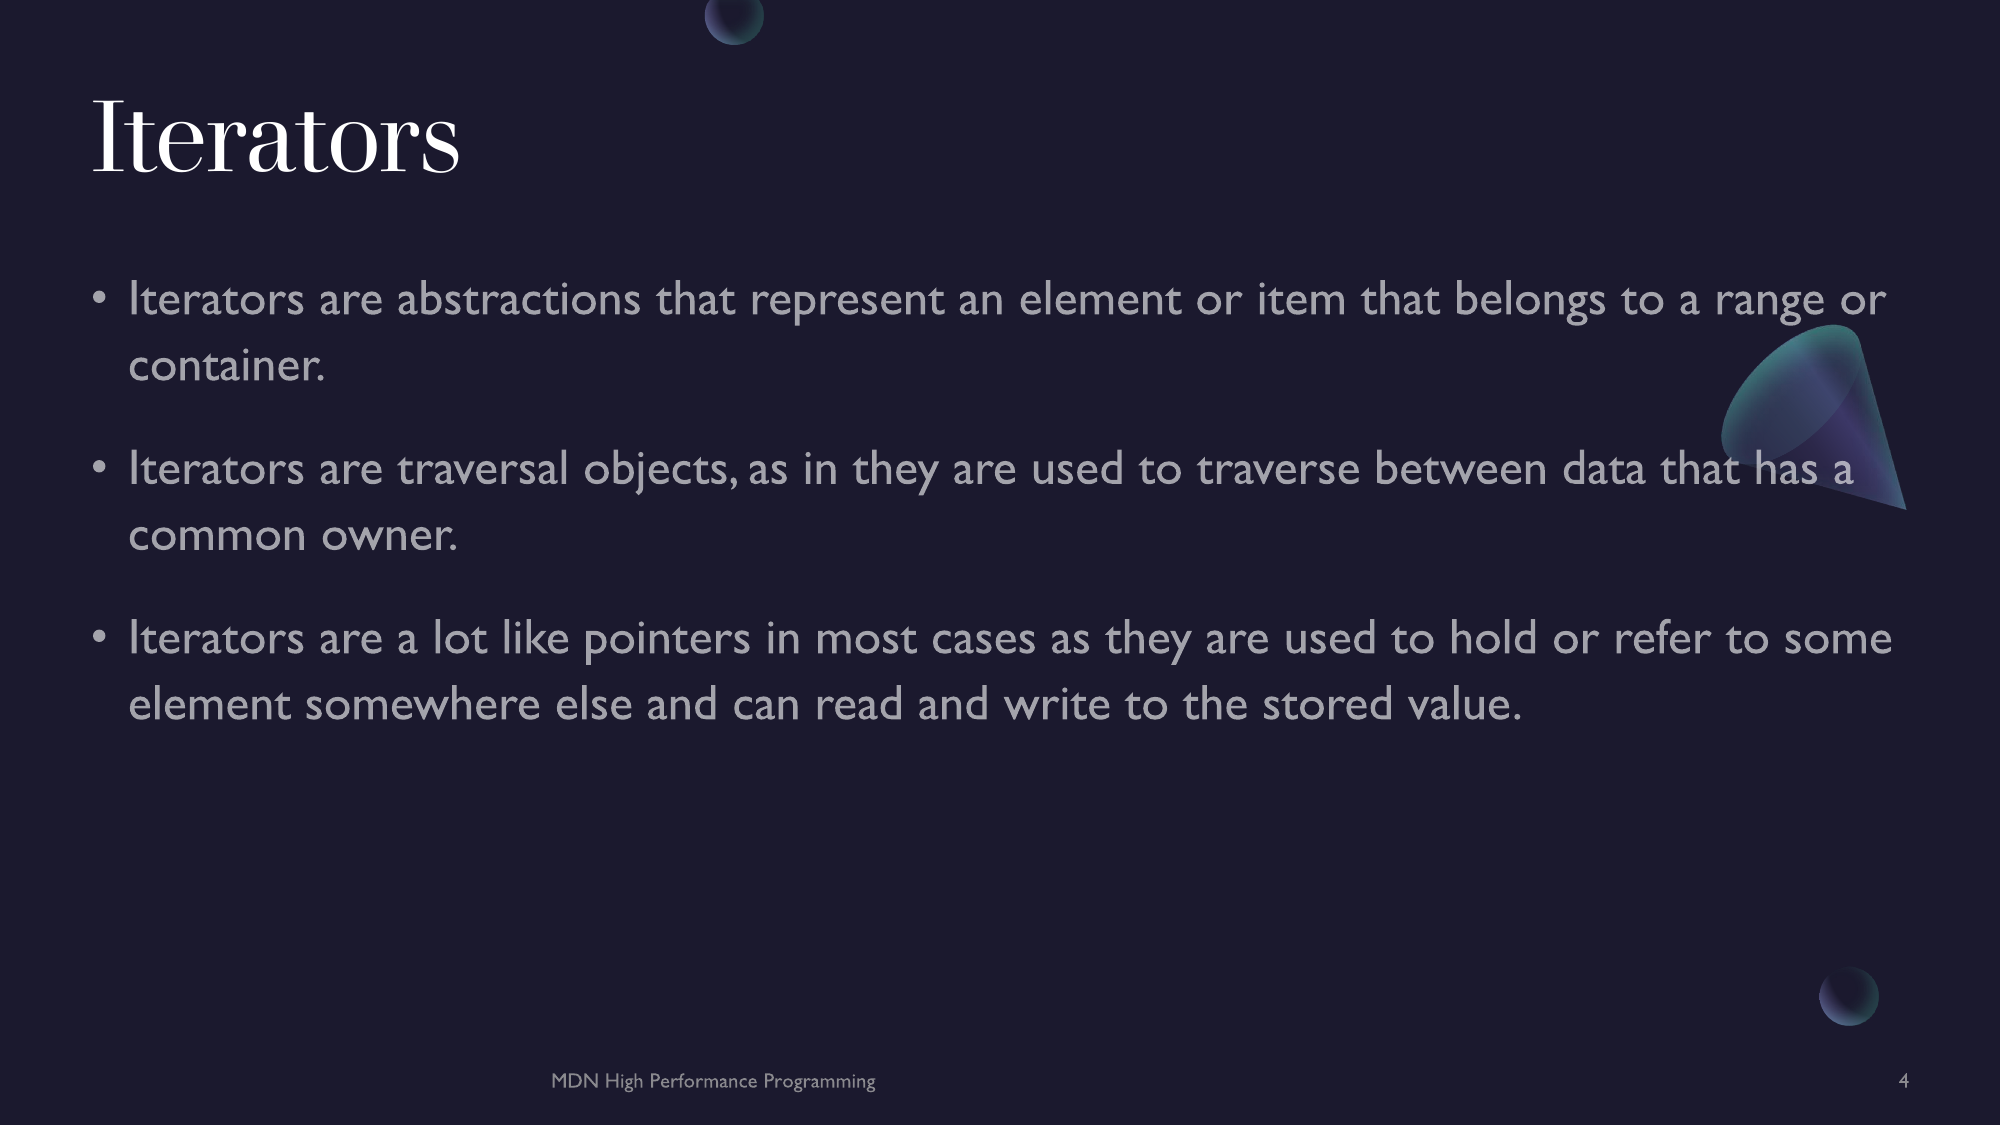 Iterators
• Iterators are abstractions that represent an element or item that belongs to a range or
container.
• Iterators are traversal objects, as in they are used to traverse between data that has a
common owner.
• Iterators are a lot like pointers in most cases as they are used to hold or refer to some
element somewhere else and can read and write to the stored value.
MDN High Performance Programming
4